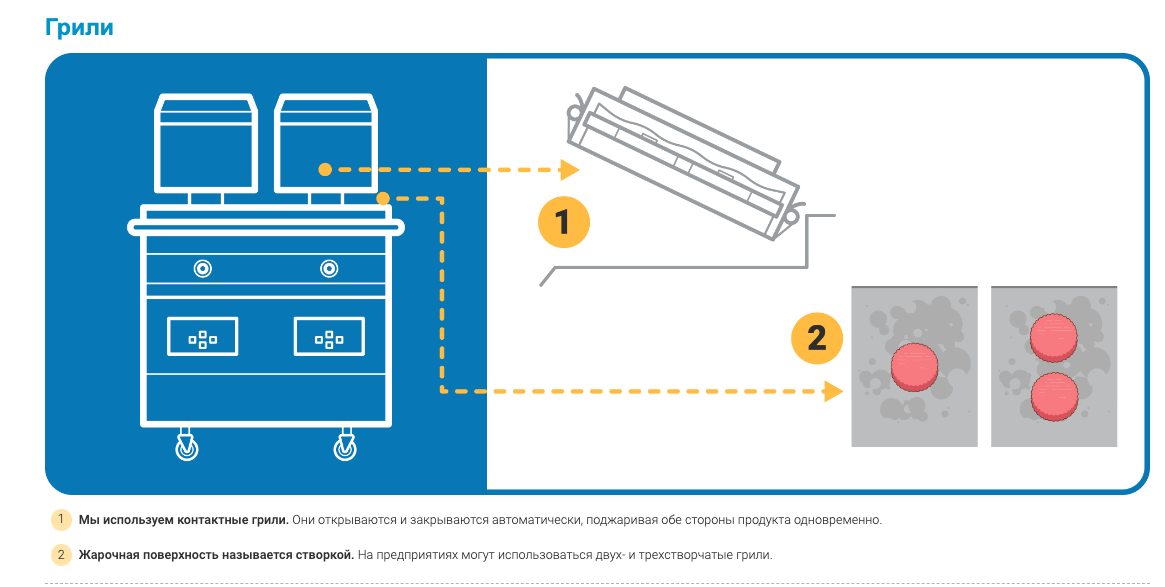 Грили
1
2
1 Мы используем контактные грили. Они открываются и закрываются автоматически, поджаривая обе стороны продукта одновременно.
2 Жарочная поверхность называется створкой. На предприятиях могут использоваться двух- и трехстворчатые грили.